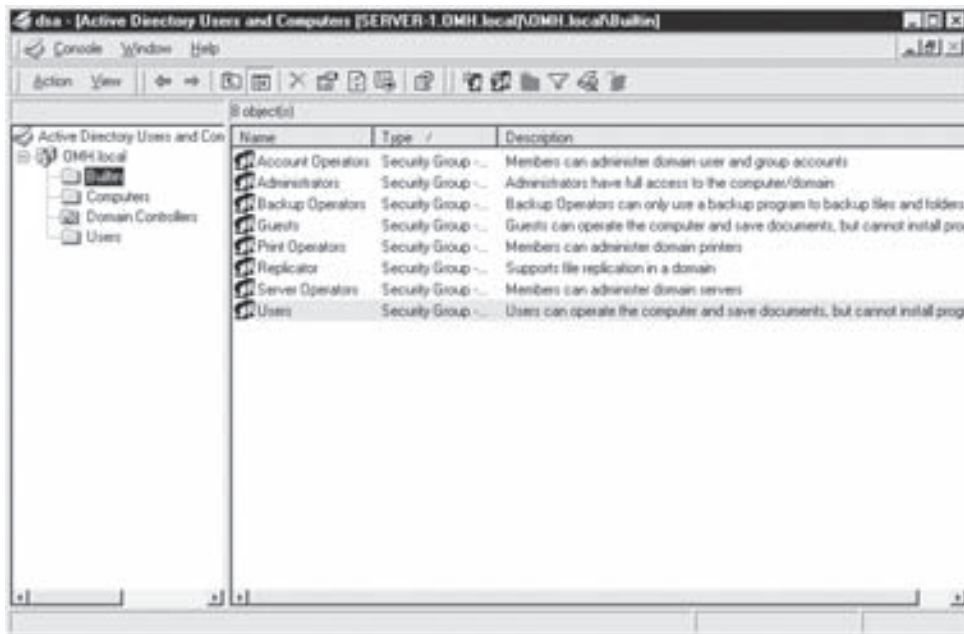 dsa - [Active Directory Users and Computers [SERVER-1.OMH.local]\OMH.local\Builtin]
Console Window Help
Action View
8 object(s)
Active Directory Users and Con
Name Type Description
OMH.local
Builtin
Computers
Domain Controllers
Users
Account Operators Security Group -... Members can administer domain user and group accounts
Administrators Security Group -... Administrators have full access to the computer/domain
Backup Operators Security Group -... Backup Operators can only use a backup program to backup files and folders
Guests Security Group -... Guests can operate the computer and save documents, but cannot install pro
Print Operators Security Group -... Members can administer domain printers
Replicator Security Group -... Supports file replication in a domain
Server Operators Security Group -... Members can administer domain servers
Users Security Group -... Users can operate the computer and save documents, but cannot install prog